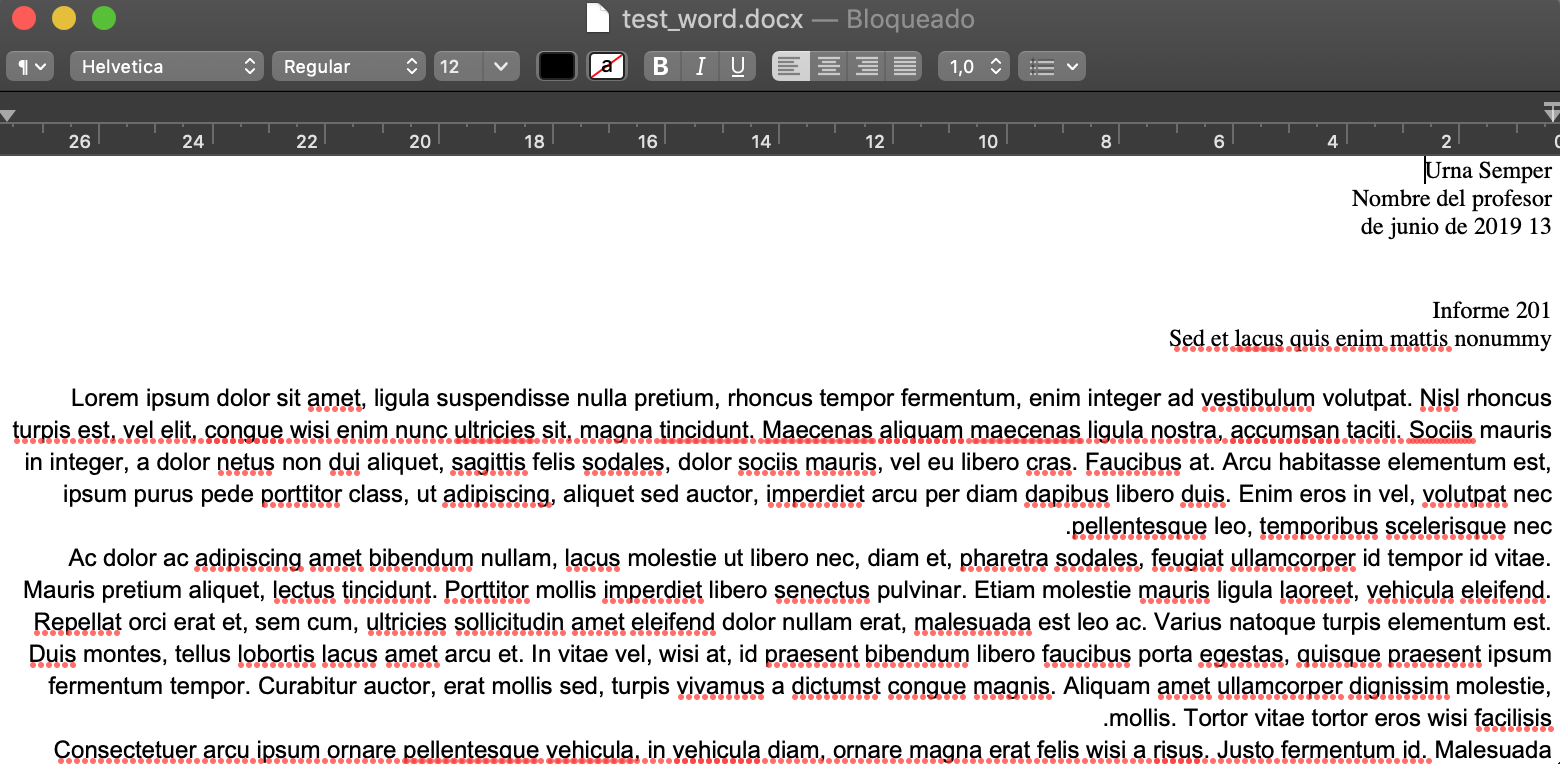 test_word.docx — Bloqueado
¶ Helvetica Regular 12 a B I U 1,0
26 24 22 20 18 16 14 12 10 8 6 4 2 0
Urna Semper
Nombre del profesor
de junio de 2019 13
Informe 201
Sed et lacus quis enim mattis nonummy
Lorem ipsum dolor sit amet, ligula suspendisse nulla pretium, rhoncus tempor fermentum, enim integer ad vestibulum volutpat. Nisl rhoncus
turpis est, vel elit, congue wisi enim nunc ultricies sit, magna tincidunt. Maecenas aliquam maecenas ligula nostra, accumsan taciti. Sociis mauris
in integer, a dolor netus non dui aliquet, sagittis felis sodales, dolor sociis mauris, vel eu libero cras. Faucibus at. Arcu habitasse elementum est,
ipsum purus pede porttitor class, ut adipiscing, aliquet sed auctor, imperdiet arcu per diam dapibus libero duis. Enim eros in vel, volutpat nec
.pellentesque leo, temporibus scelerisque nec
Ac dolor ac adipiscing amet bibendum nullam, lacus molestie ut libero nec, diam et, pharetra sodales, feugiat ullamcorper id tempor id vitae.
Mauris pretium aliquet, lectus tincidunt. Porttitor mollis imperdiet libero senectus pulvinar. Etiam molestie mauris ligula laoreet, vehicula eleifend.
Repellat orci erat et, sem cum, ultricies sollicitudin amet eleifend dolor nullam erat, malesuada est leo ac. Varius natoque turpis elementum est.
Duis montes, tellus lobortis lacus amet arcu et. In vitae vel, wisi at, id praesent bibendum libero faucibus porta egestas, quisque praesent ipsum
fermentum tempor. Curabitur auctor, erat mollis sed, turpis vivamus a dictumst congue magnis. Aliquam amet ullamcorper dignissim molestie,
.mollis. Tortor vitae tortor eros wisi facilisis
Consectetuer arcu ipsum ornare pellentesque vehicula, in vehicula diam, ornare magna erat felis wisi a risus. Justo fermentum id. Malesuada